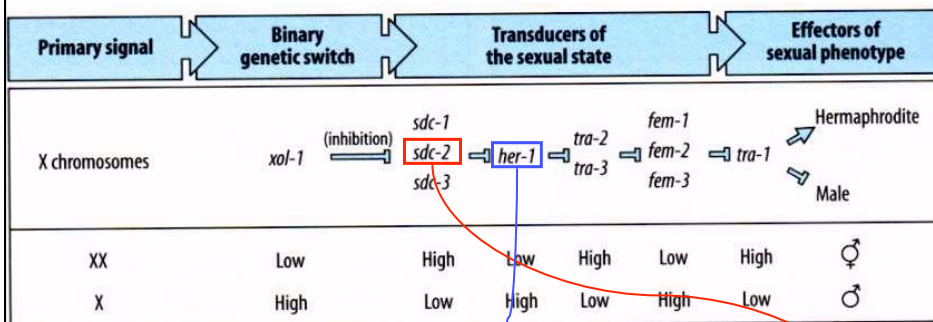 Primary signal
Binary
genetic switch
Transducers of
the sexual state
Effectors of
sexual phenotype
X chromosomes
xol-1
(inhibition)
sdc-1
sdc-2
sdc-3
her-1
tra-2
tra-3
fem-1
fem-2
fem-3
tra-1
Hermaphrodite
Male
XX Low High Low High Low High ⚥
X High Low High Low High Low ♂